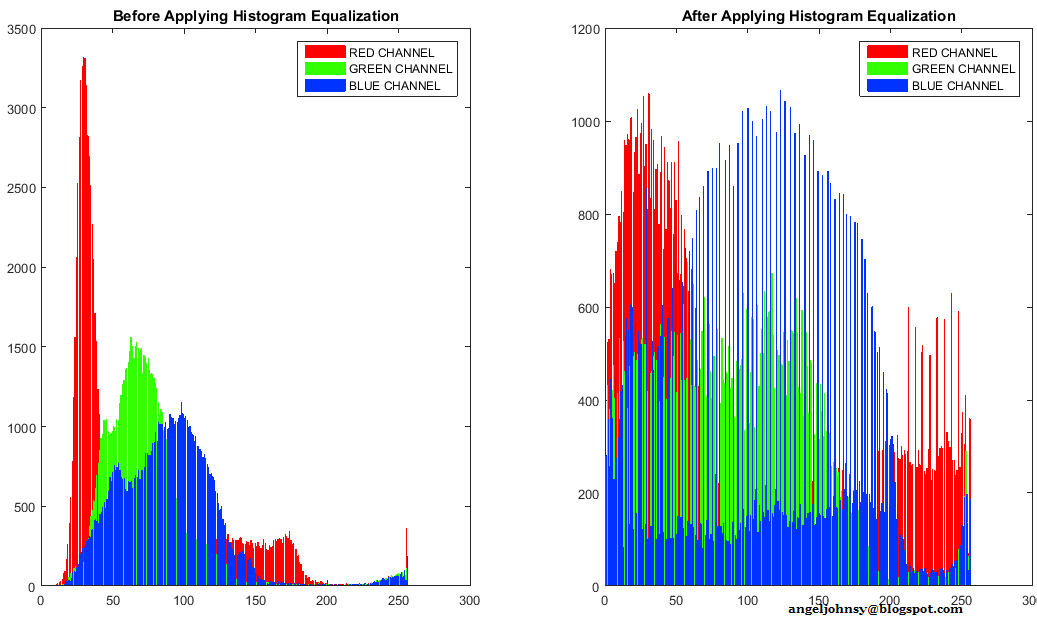 Before Applying Histogram Equalization
3500
3000
2500
2000
1500
1000
500
0
0 50 100 150 200 250 300
RED CHANNEL
GREEN CHANNEL
BLUE CHANNEL
After Applying Histogram Equalization
1200
1000
800
600
400
200
0
0 50 100 150 200 250 300
RED CHANNEL
GREEN CHANNEL
BLUE CHANNEL
angeljohnsy@blogspot.com